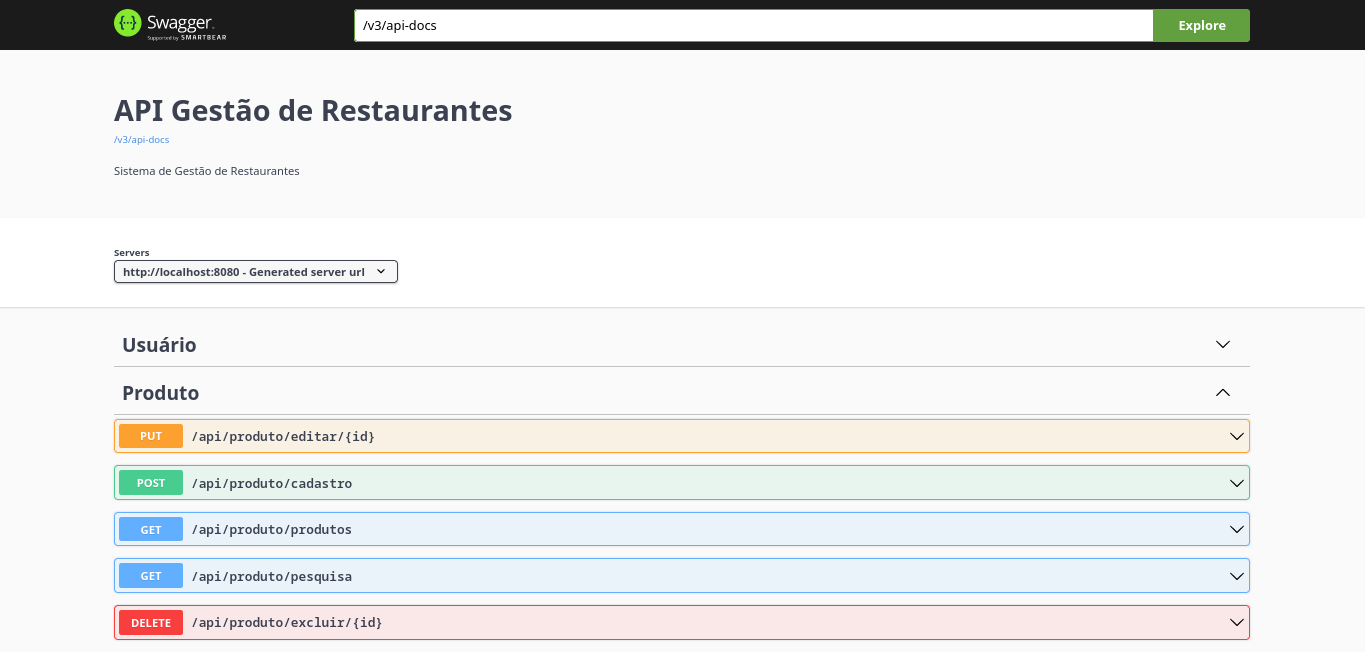 Swagger.
Supported by SMARTBEAR
/v3/api-docs
Explore
API Gestão de Restaurantes
/v3/api-docs
Sistema de Gestão de Restaurantes
Servers
http://localhost:8080 - Generated server url
Usuário
Produto
PUT /api/produto/editar/{id}
POST /api/produto/cadastro
GET /api/produto/produtos
GET /api/produto/pesquisa
DELETE /api/produto/excluir/{id}